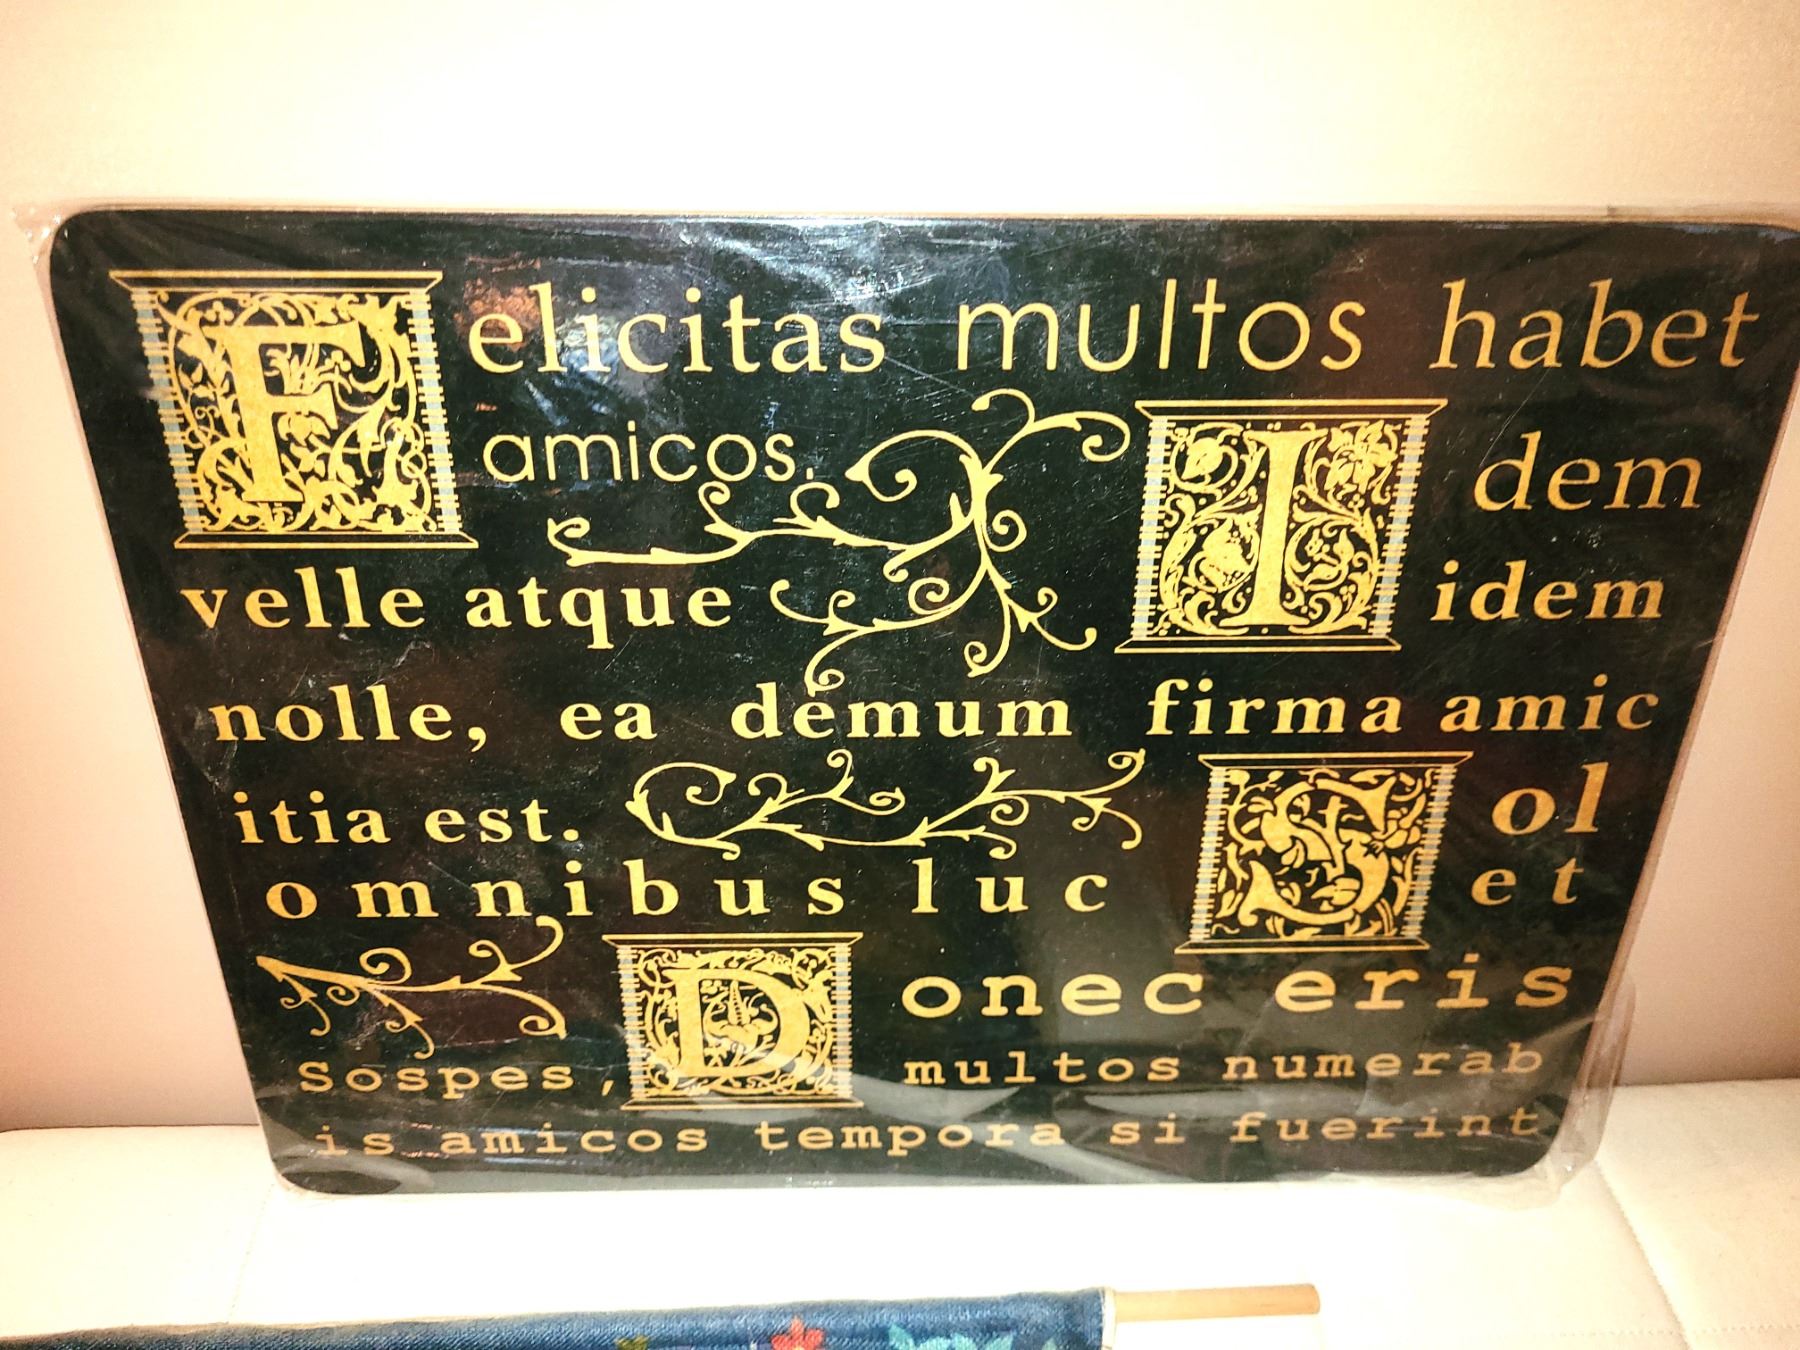 Felicitas multos habet
amicos. Idem
velle atque idem
nolle, ea demum firma amic
itia est. Sol
omnibus luc et
Donec eris
Sospes, multos numerab
is amicos tempora si fuerint